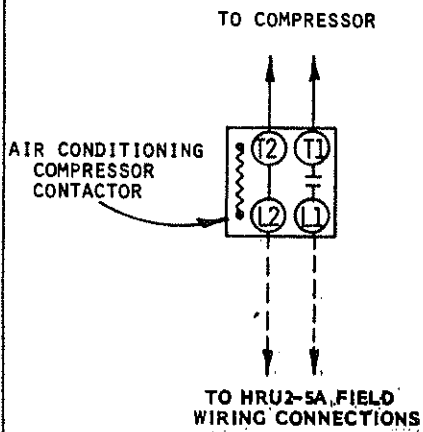 TO COMPRESSOR
AIR CONDITIONING
COMPRESSOR
CONTACTOR
T2 T1
L2 L1
TO HRU2-5A, FIELD
WIRING CONNECTIONS